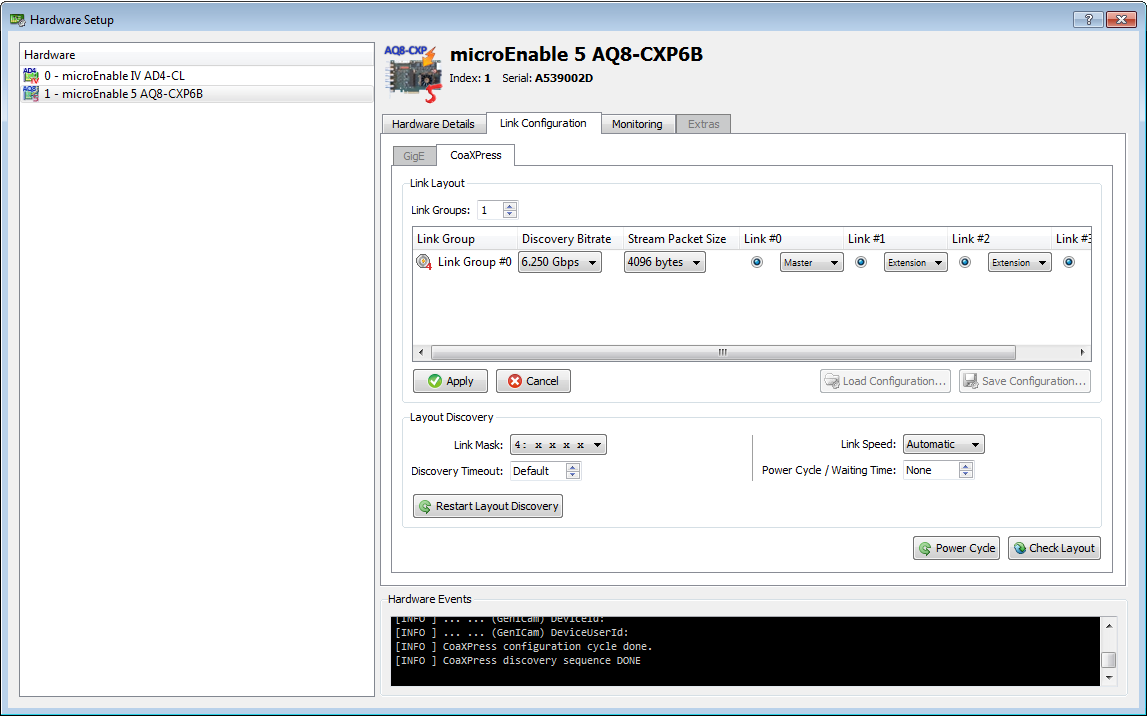 Hardware Setup
Hardware
0 - microEnable IV AD4-CL
1 - microEnable 5 AQ8-CXP6B
AQ8-CXP
microEnable 5 AQ8-CXP6B
Index: 1 Serial: A539002D
Hardware Details Link Configuration Monitoring Extras
GigE CoaXPress
Link Layout
Link Groups: 1
Link Group Discovery Bitrate Stream Packet Size Link #0 Link #1 Link #2 Link #3
Link Group #0 6.250 Gbps 4096 bytes Master Extension Extension
Apply Cancel Load Configuration... Save Configuration...
Layout Discovery
Link Mask: 4: x x x x Link Speed: Automatic
Discovery Timeout: Default Power Cycle / Waiting Time: None
Restart Layout Discovery
Power Cycle Check Layout
Hardware Events
[INFO ] ... ... (GenICam) DeviceId:
[INFO ] ... ... (GenICam) DeviceUserId:
[INFO ] CoaXPress configuration cycle done.
[INFO ] CoaXPress discovery sequence DONE